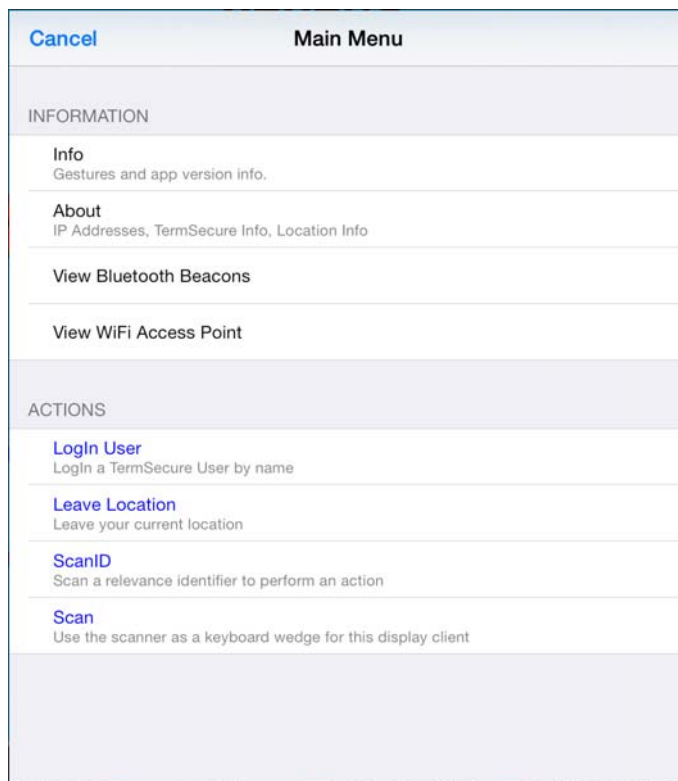 Cancel Main Menu
INFORMATION
Info
Gestures and app version info.
About
IP Addresses, TermSecure Info, Location Info
View Bluetooth Beacons
View WiFi Access Point
ACTIONS
LogIn User
LogIn a TermSecure User by name
Leave Location
Leave your current location
ScanID
Scan a relevance identifier to perform an action
Scan
Use the scanner as a keyboard wedge for this display client